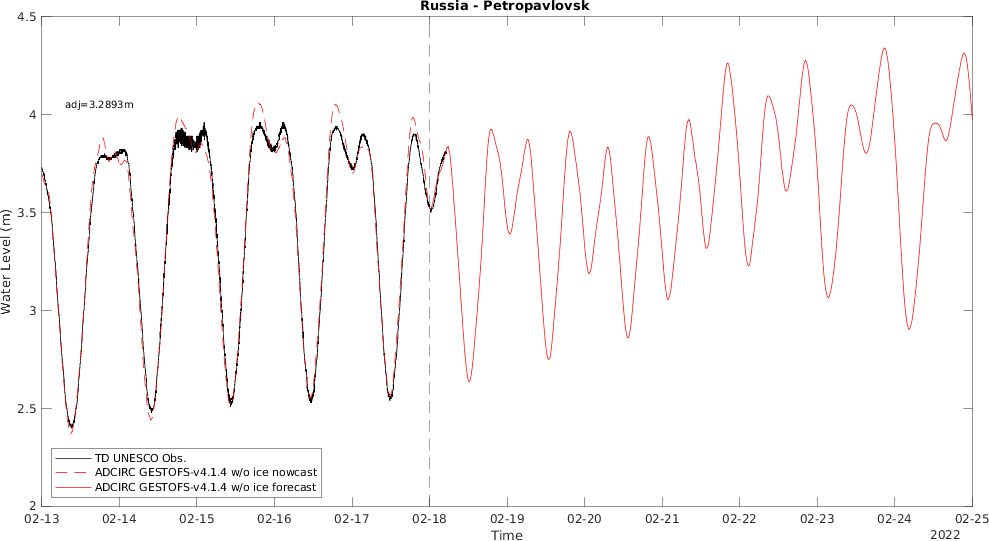 Russia - Petropavlovsk
4.5
4
3.5
3
2.5
2
Water Level (m)
adj=3.2893m
TD UNESCO Obs.
ADCIRC GESTOFS-v4.1.4 w/o ice nowcast
ADCIRC GESTOFS-v4.1.4 w/o ice forecast
02-13 02-14 02-15 02-16 02-17 02-18 02-19 02-20 02-21 02-22 02-23 02-24 02-25
Time
2022